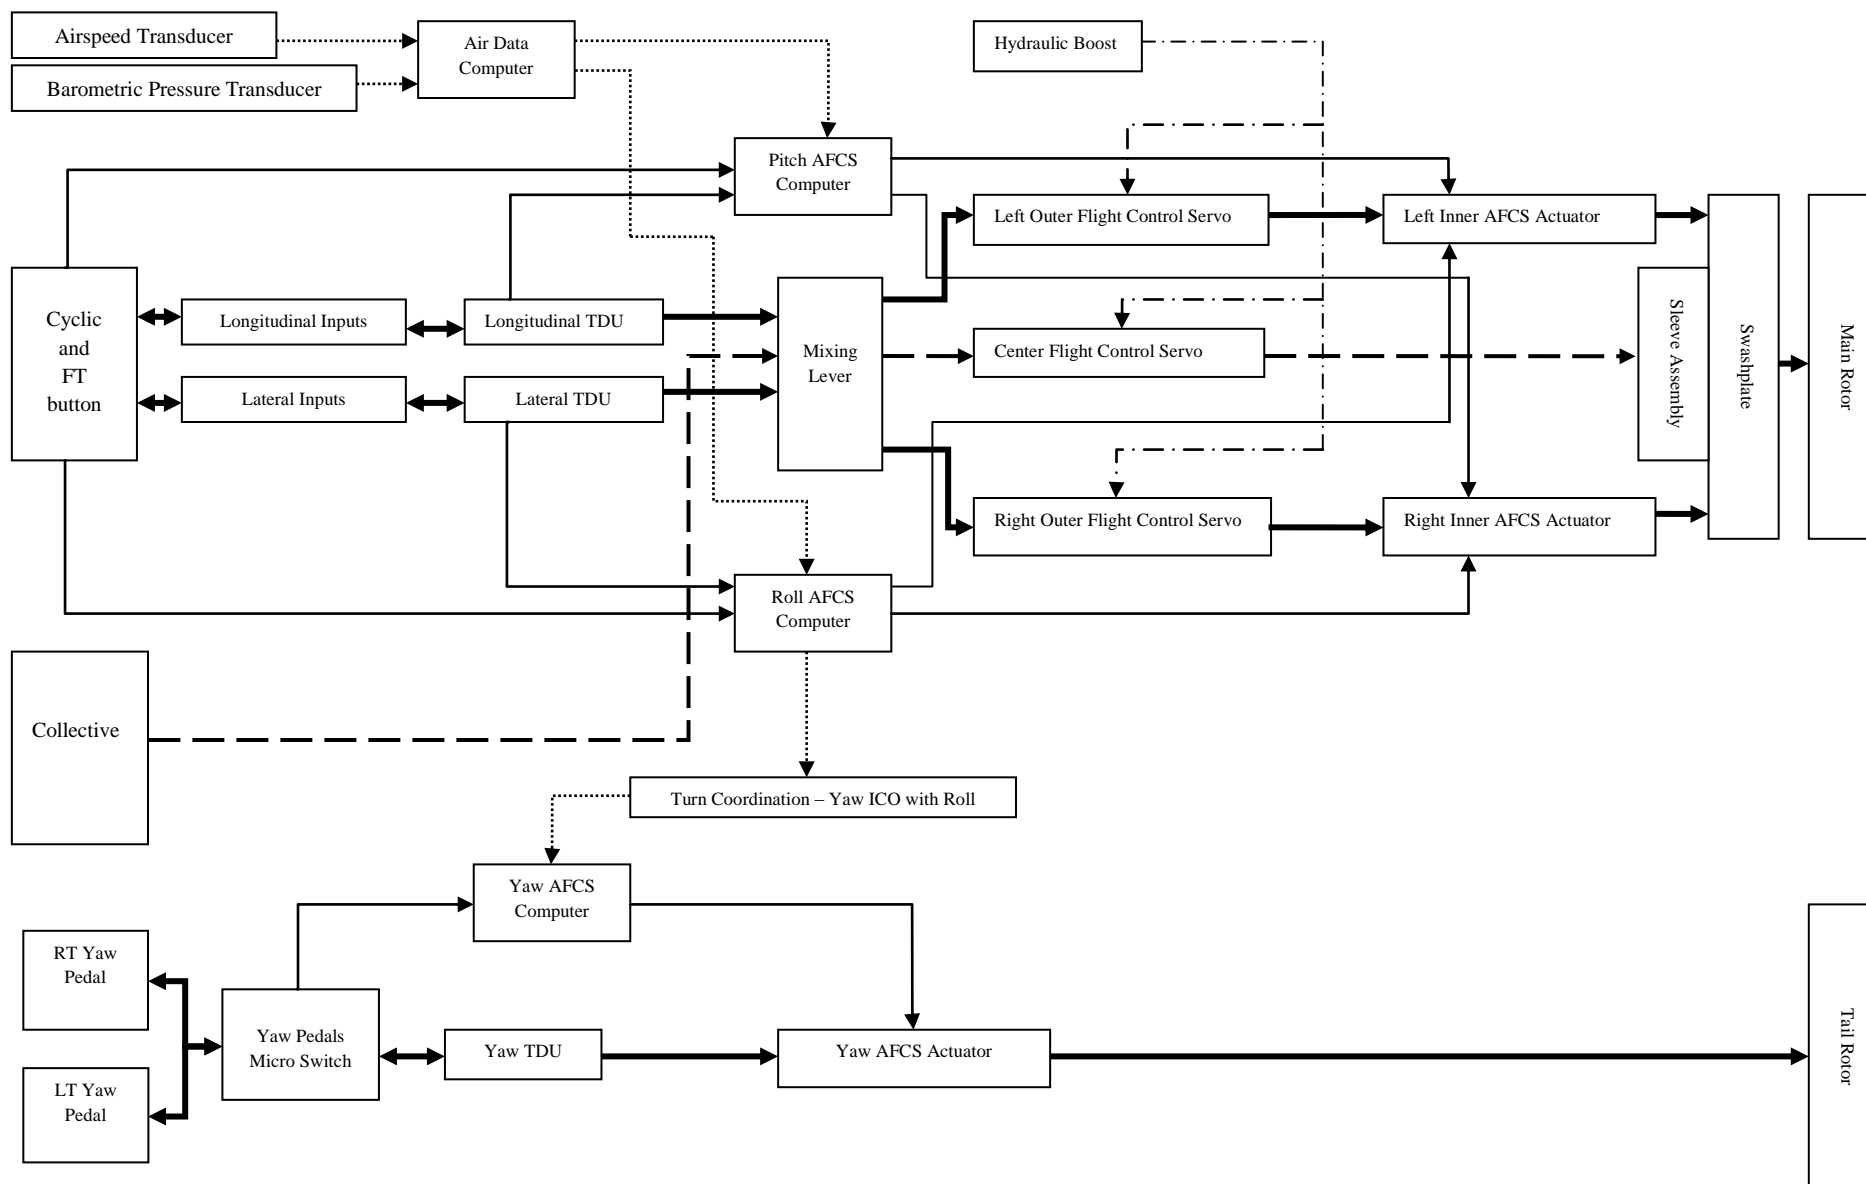 Airspeed Transducer
Air Data
Computer
Hydraulic Boost
Barometric Pressure Transducer
Pitch AFCS
Computer
Left Outer Flight Control Servo
Left Inner AFCS Actuator
Cyclic
and
FT
button
Longitudinal Inputs
Longitudinal TDU
Lateral Inputs
Lateral TDU
Mixing
Lever
Center Flight Control Servo
Sleeve Assembly
Swashplate
Main Rotor
Right Outer Flight Control Servo
Right Inner AFCS Actuator
Roll AFCS
Computer
Collective
Turn Coordination – Yaw ICO with Roll
Yaw AFCS
Computer
RT Yaw
Pedal
Yaw Pedals
Micro Switch
Yaw TDU
Yaw AFCS Actuator
Tail Rotor
LT Yaw
Pedal